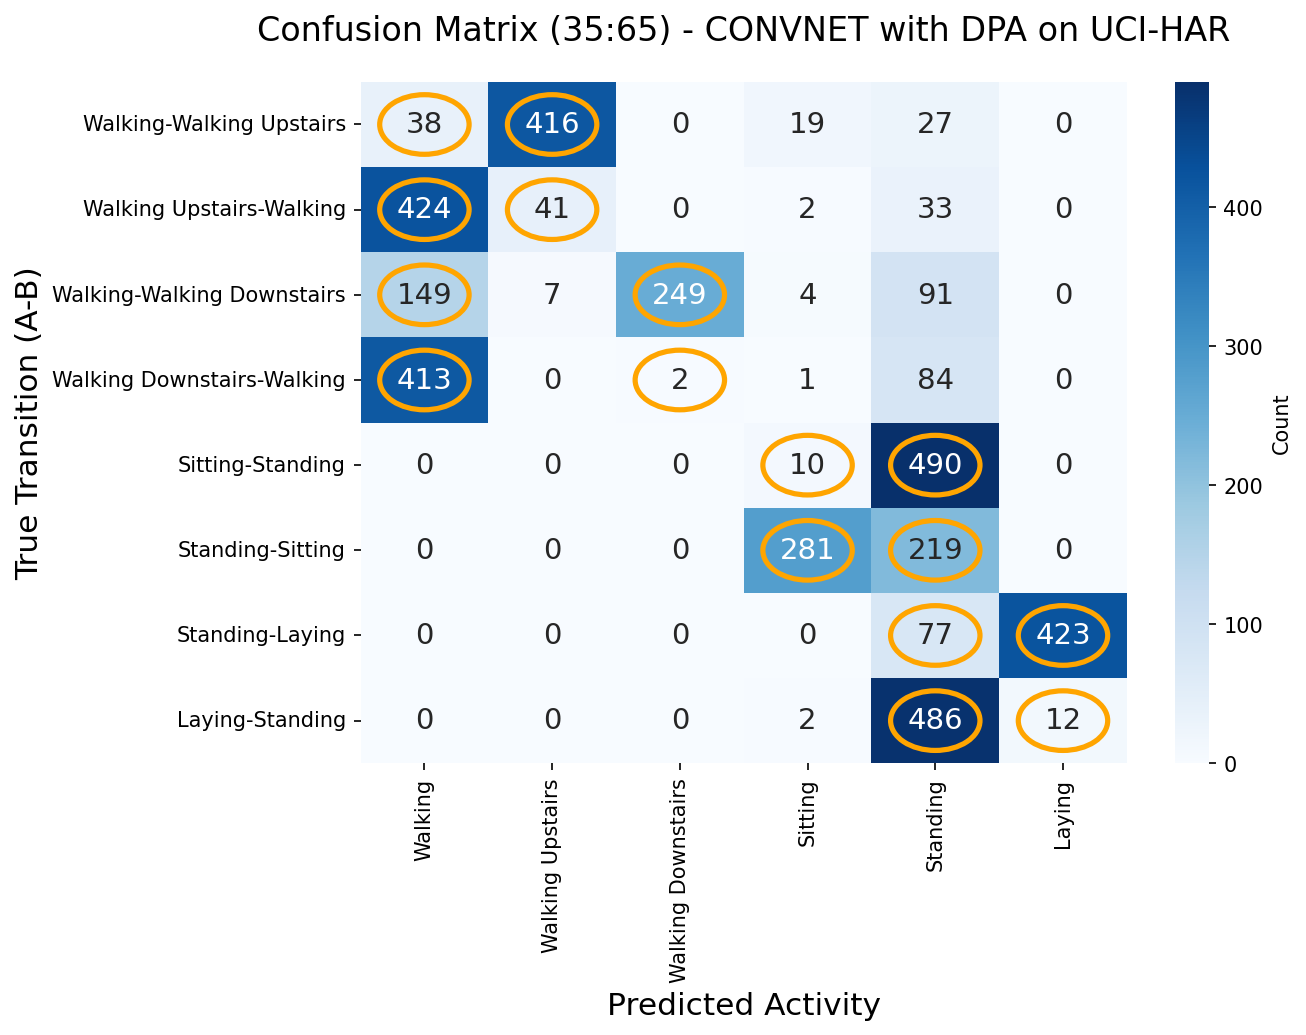 Confusion Matrix (35:65) - CONVNET with DPA on UCI-HAR
True Transition (A-B)
Walking-Walking Upstairs 38 416 0 19 27 0
Walking Upstairs-Walking 424 41 0 2 33 0
Walking-Walking Downstairs 149 7 249 4 91 0
Walking Downstairs-Walking 413 0 2 1 84 0
Sitting-Standing 0 0 0 10 490 0
Standing-Sitting 0 0 0 281 219 0
Standing-Laying 0 0 0 0 77 423
Laying-Standing 0 0 0 2 486 12
Walking
Walking Upstairs
Walking Downstairs
Sitting
Standing
Laying
Predicted Activity
400
300
200
100
0
Count